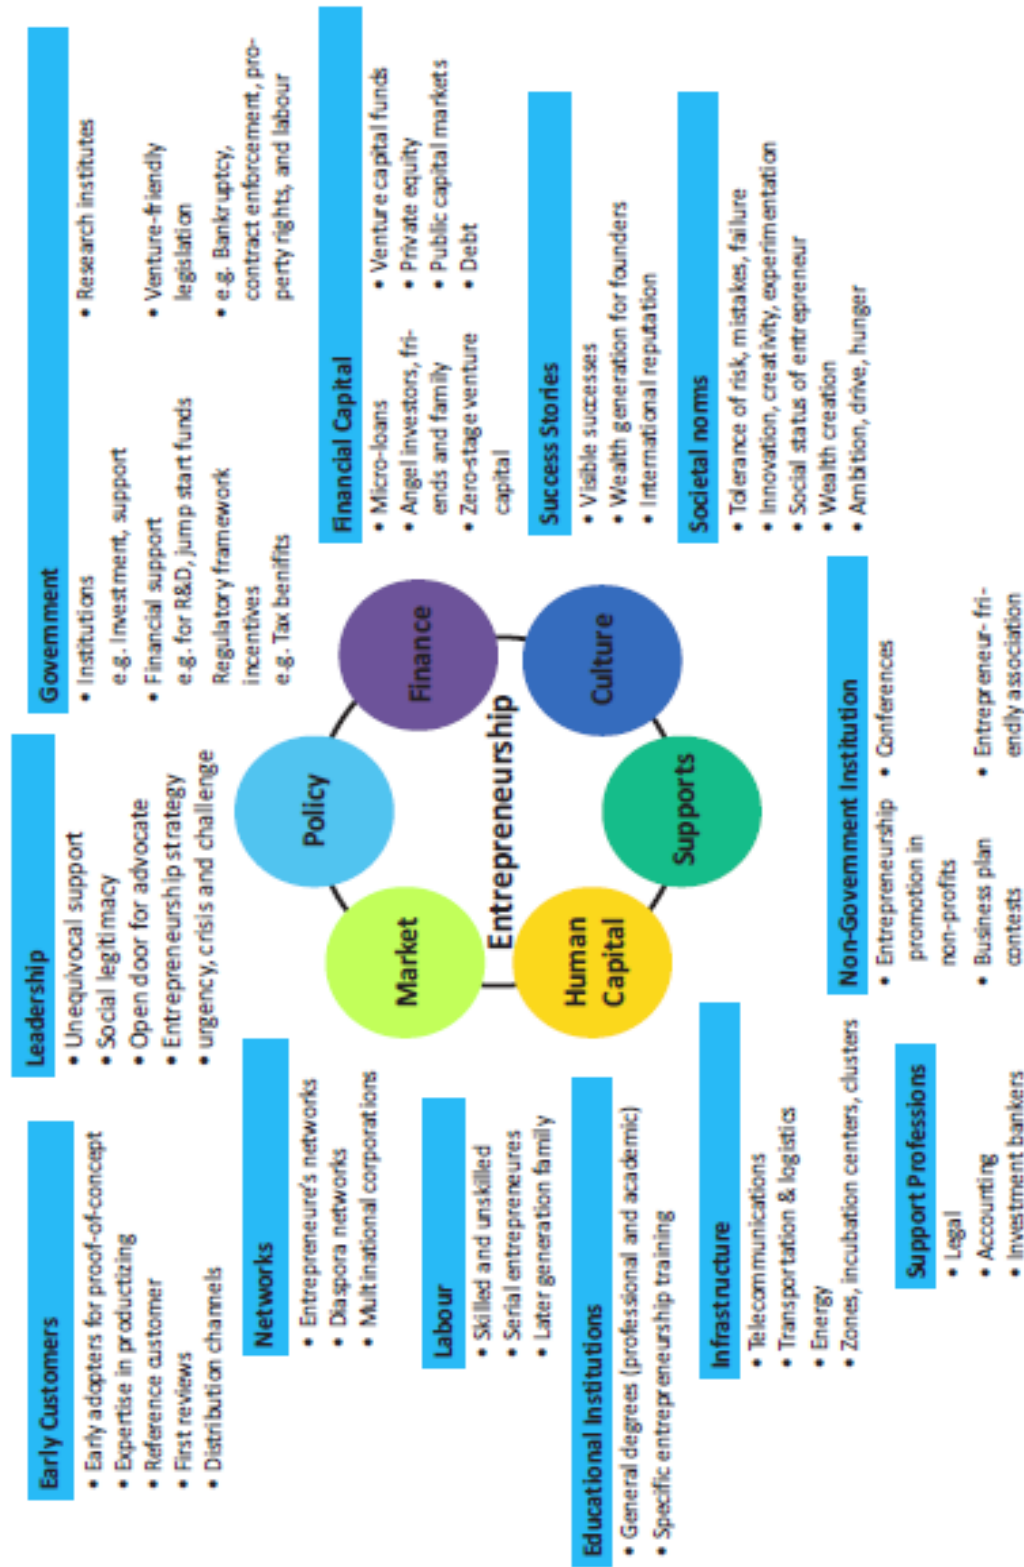 Early Customers
• Early adopters for proof-of-concept
• Expertise in productizing
• Reference customer
• First reviews
• Distribution channels
Leadership
• Unequivocal support
• Social legitimacy
• Open door for advocate
• Entrepreneurship strategy
• urgency, crisis and challenge
Government
• Institutions
e.g. Investment, support
• Financial support
e.g. for R&D, jump start funds
Regulatory framework
incentives
e.g. Tax benifits
• Research institutes
• Venture-friendly
legislation
• e.g. Bankruptcy,
contract enforcement, pro-
perty rights, and labour
Networks
• Entrepreneure's networks
• Diaspora networks
• Multinational corporations
Policy
Market
Finance
Entrepreneurship
Human
Capital
Culture
Supports
Financial Capital
• Micro-loans
• Angel investors, fri-
ends and family
• Zero-stage venture
capital
• Venture capital funds
• Private equity
• Public capital markets
• Debt
Labour
• Skilled and unskilled
• Serial entrepreneures
• Later generation family
Success Stories
• Visible successes
• Wealth generation for founders
• International reputation
Educational Institutions
• General degrees (professional and academic)
• Specific entrepreneurship training
Societal norms
• Tolerance of risk, mistakes, failure
• Innovation, creativity, experimentation
• Social status of entrepreneur
• Wealth creation
• Ambition, drive, hunger
Infrastructure
• Telecommunications
• Transportation & logistics
• Energy
• Zones, incubation centers, clusters
Non-Government Institution
• Entrepreneurship
promotion in
non-profits
• Business plan
contests
• Conferences
• Entrepreneur- fri-
endly association
Support Professions
• Legal
• Accounting
• Investment bankers